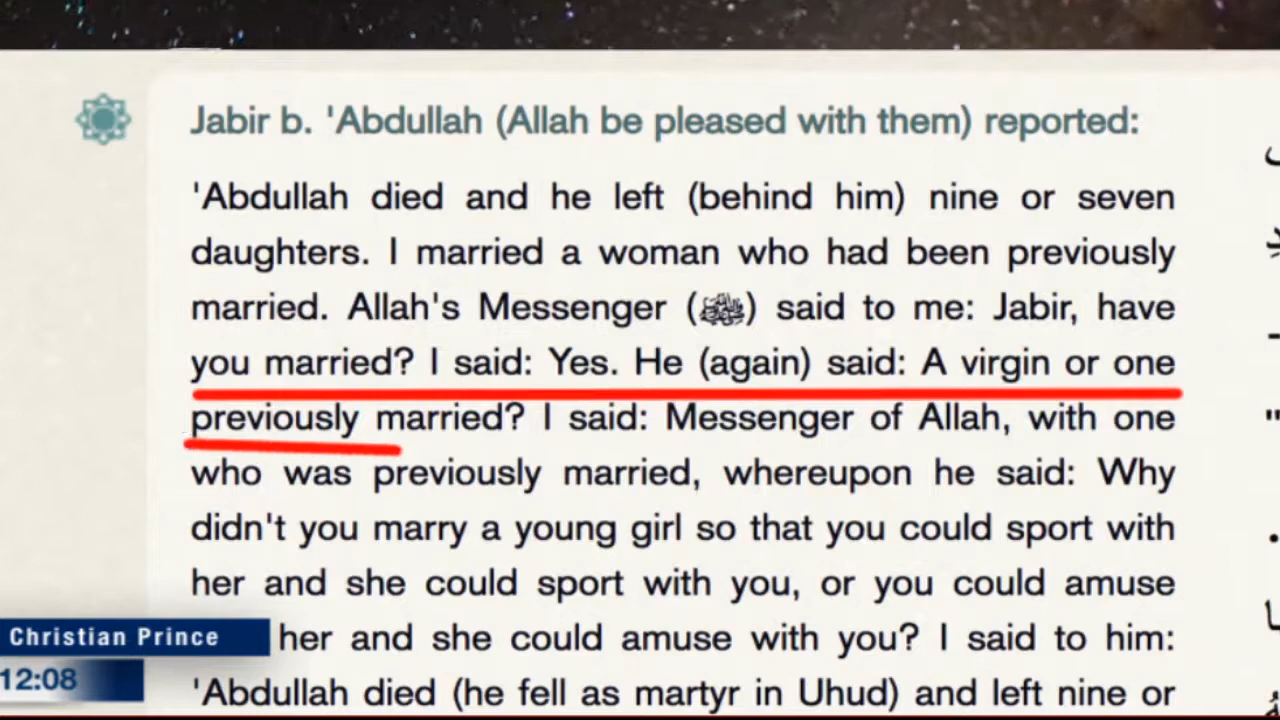 Jabir b. 'Abdullah (Allah be pleased with them) reported:
'Abdullah died and he left (behind him) nine or seven
daughters. I married a woman who had been previously
married. Allah's Messenger (ﷺ) said to me: Jabir, have
you married? I said: Yes. He (again) said: A virgin or one
previously married? I said: Messenger of Allah, with one
who was previously married, whereupon he said: Why
didn't you marry a young girl so that you could sport with
her and she could sport with you, or you could amuse
her and she could amuse with you? I said to him:
'Abdullah died (he fell as martyr in Uhud) and left nine or
Christian Prince
12:08